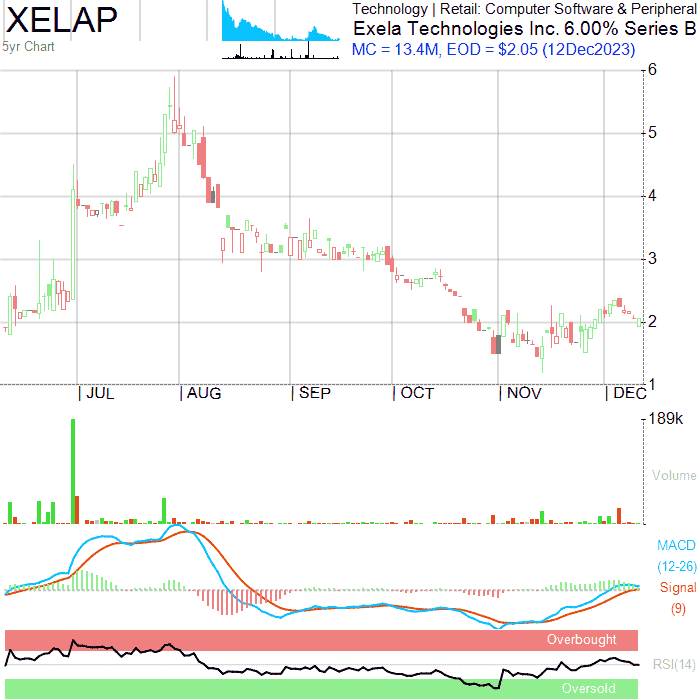 XELAP
5yr Chart
Technology | Retail: Computer Software & Peripheral
Exela Technologies Inc. 6.00% Series B
MC = 13.4M, EOD = $2.05 (12Dec2023)
6
5
4
3
2
1
JUL
AUG
SEP
OCT
NOV
DEC
189k
Volume
MACD
(12-26)
Signal
(9)
Overbought
RSI(14)
Oversold